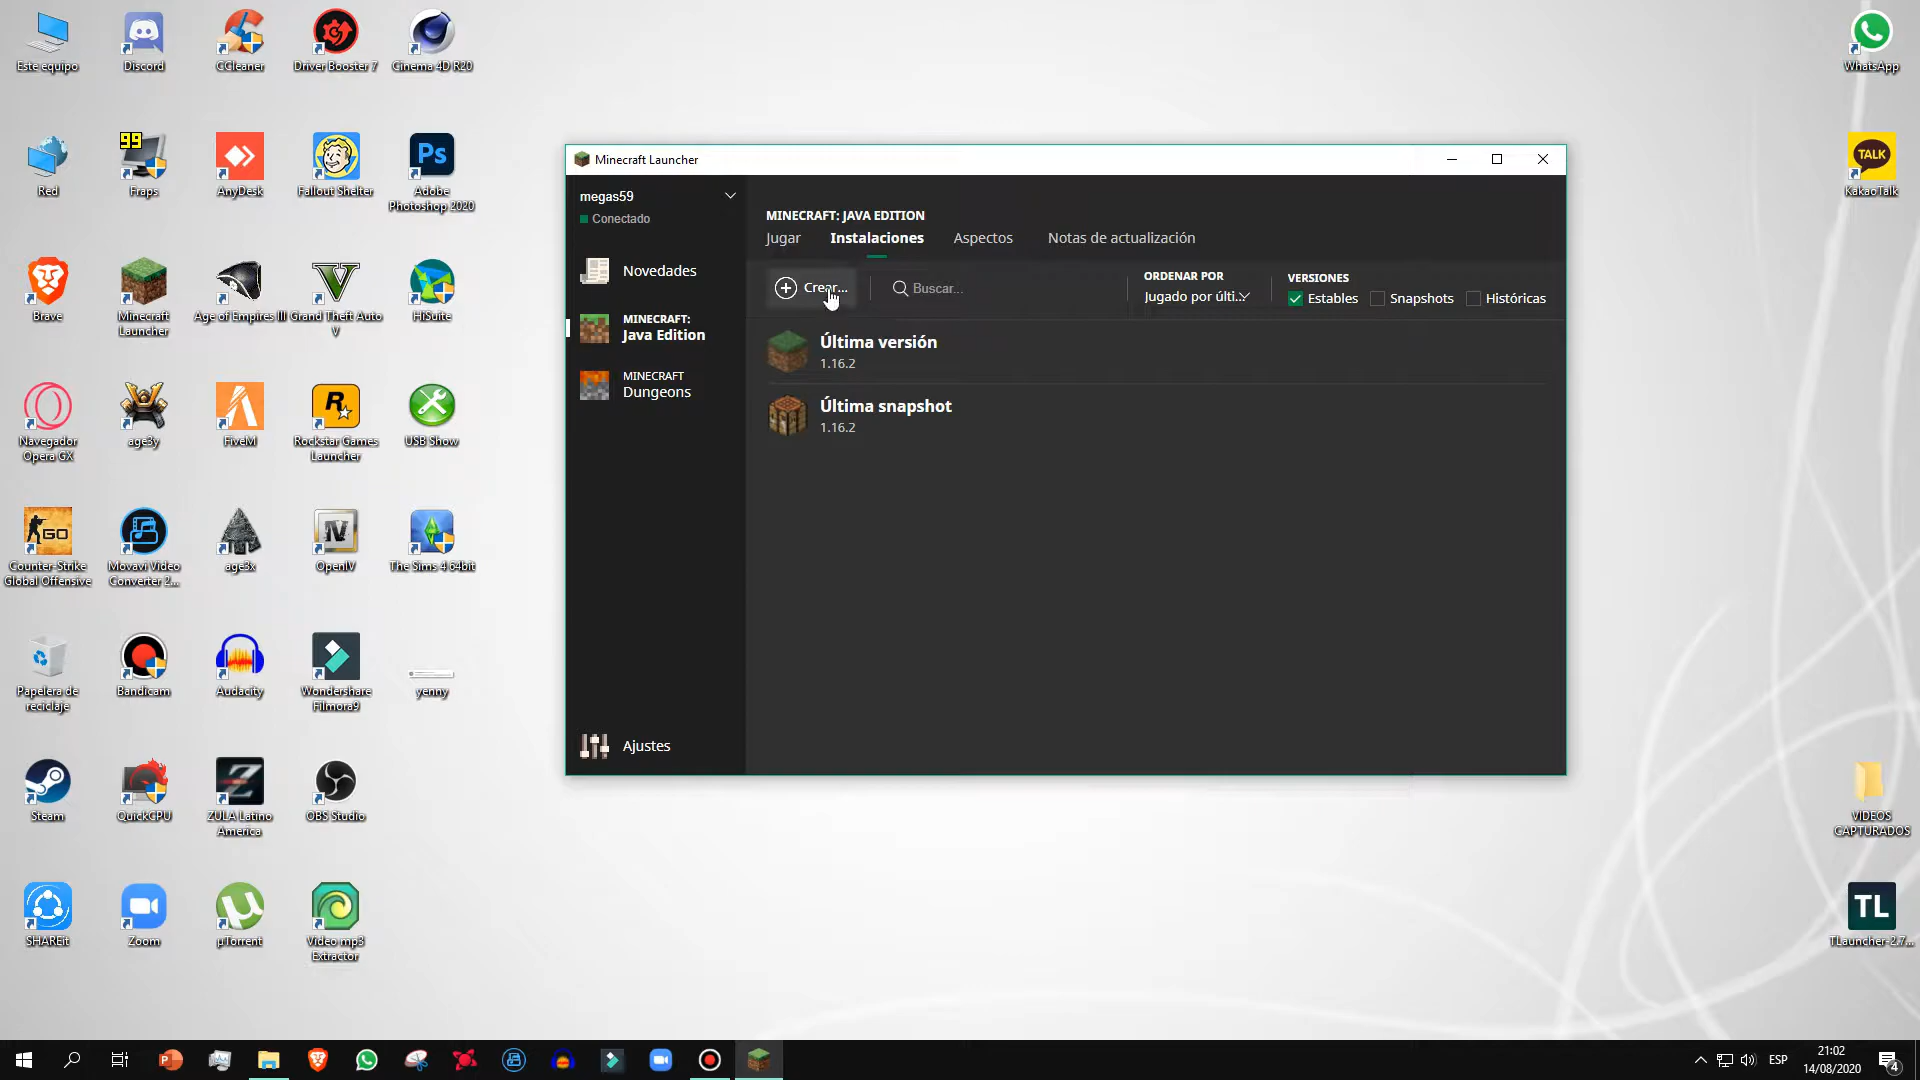 Este equipo
Discord
CCleaner
Driver Booster 7
Cinema 4D R20
WhatsApp
99
Ps
TALK
Red
Fraps
AnyDesk
Fallout Shelter
Adobe
Photoshop 2020
KakaoTalk
Brave
Minecraft
Launcher
Age of Empires III
Grand Theft Auto
V
HiSuite
Navegador
Opera GX
age3y
FiveM
R
Rockstar Games
Launcher
USB Show
GO
Counter-Strike
Global Offensive
Movavi Video
Converter 2...
age3x
OpenIV
The Sims 4 64bit
Papelera de
reciclaje
Bandicam
Audacity
Wondershare
Filmora9
yenny
Steam
QuickCPU
ZULA Latino
America
OBS Studio
VIDEOS
CAPTURADOS
SHAREit
Zoom
µTorrent
Video mp3
Extractor
TL
TLauncher-2.7...
Minecraft Launcher
megas59
Conectado
Novedades
MINECRAFT:
Java Edition
MINECRAFT
Dungeons
Ajustes
MINECRAFT: JAVA EDITION
Jugar
Instalaciones
Aspectos
Notas de actualización
Crear...
Buscar...
ORDENAR POR
Jugado por últi...
VERSIONES
Estables
Snapshots
Históricas
Última versión
1.16.2
Última snapshot
1.16.2
ESP
21:02
14/08/2020
4